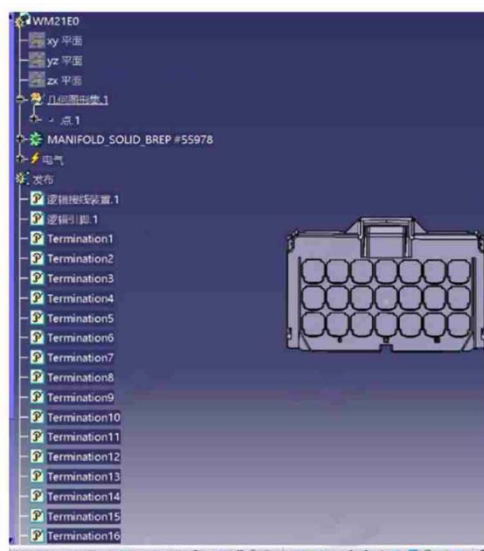 WM21E0
xy 平面
yz 平面
zx 平面
几何图形集.1
点.1
MANIFOLD_SOLID_BREP #55978
电气
发布
逻辑接线装置.1
逻辑引脚.1
Termination1
Termination2
Termination3
Termination4
Termination5
Termination6
Termination7
Termination8
Termination9
Termination10
Termination11
Termination12
Termination13
Termination14
Termination15
Termination16